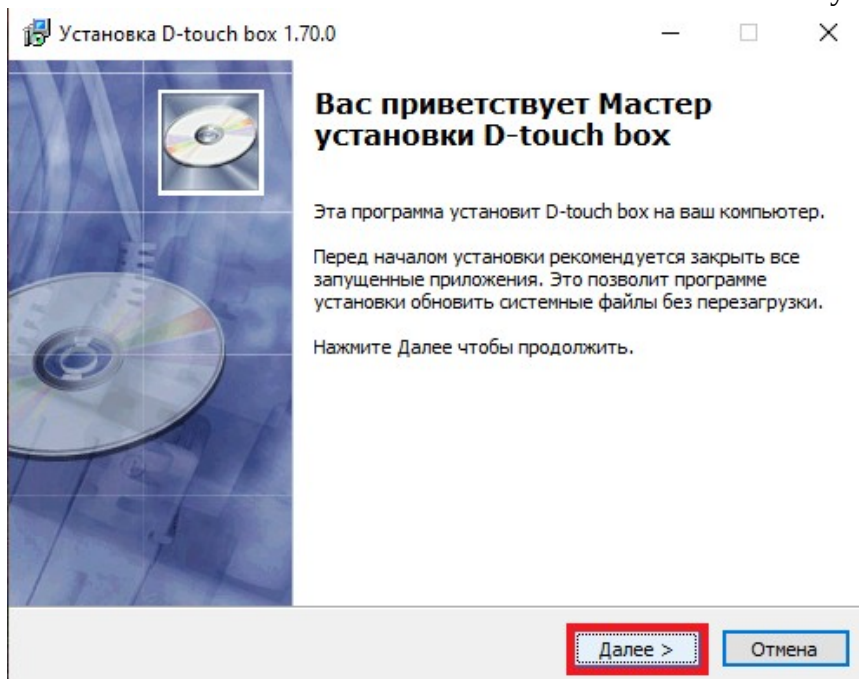 Установка D-touch box 1.70.0
Вас приветствует Мастер
установки D-touch box
Эта программа установит D-touch box на ваш компьютер.
Перед началом установки рекомендуется закрыть все
запущенные приложения. Это позволит программе
установки обновить системные файлы без перезагрузки.
Нажмите Далее чтобы продолжить.
Далее >
Отмена